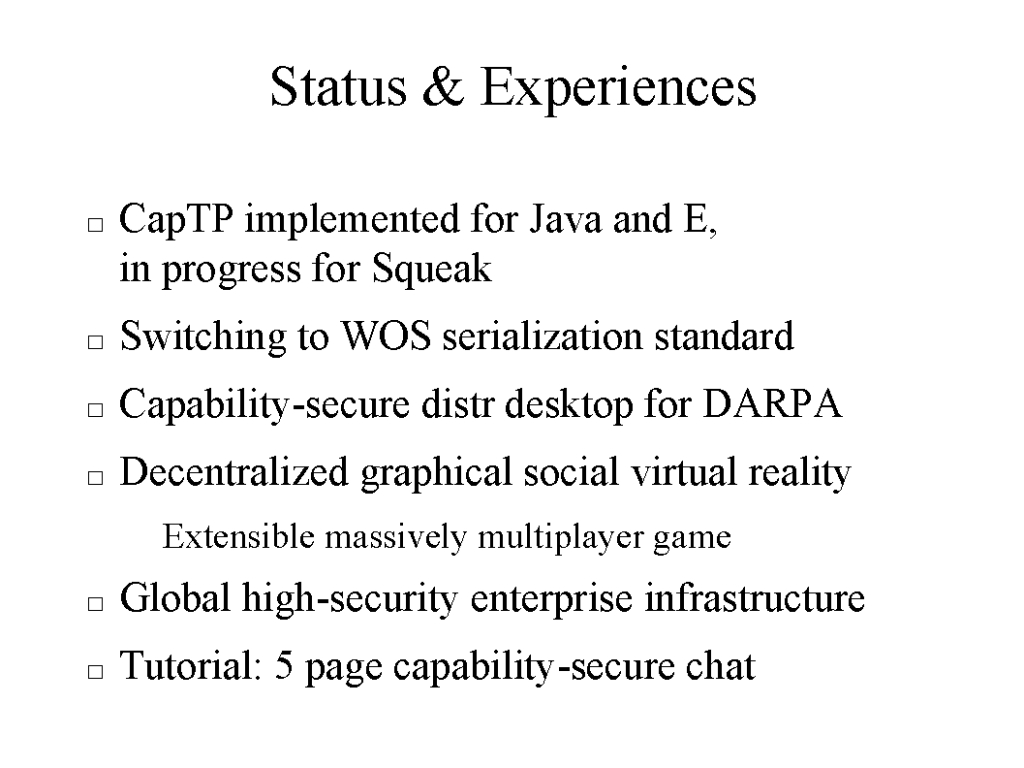 Status & Experiences
CapTP implemented for Java and E,
in progress for Squeak
Switching to WOS serialization standard
Capability-secure distr desktop for DARPA
Decentralized graphical social virtual reality
Extensible massively multiplayer game
Global high-security enterprise infrastructure
Tutorial: 5 page capability-secure chat